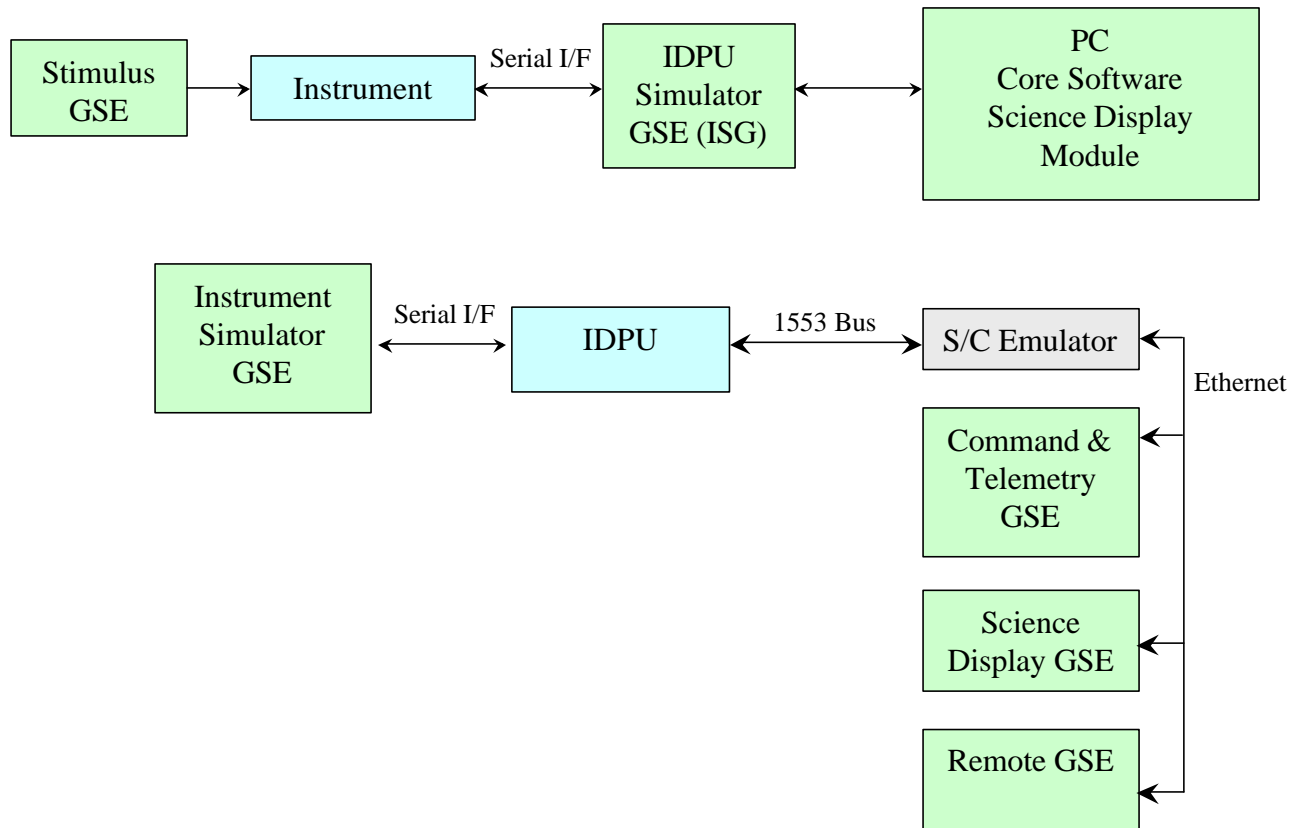 Stimulus
GSE
Instrument
Serial I/F
IDPU
Simulator
GSE (ISG)
PC
Core Software
Science Display
Module
Instrument
Simulator
GSE
Serial I/F
IDPU
1553 Bus
S/C Emulator
Ethernet
Command &
Telemetry
GSE
Science
Display GSE
Remote GSE